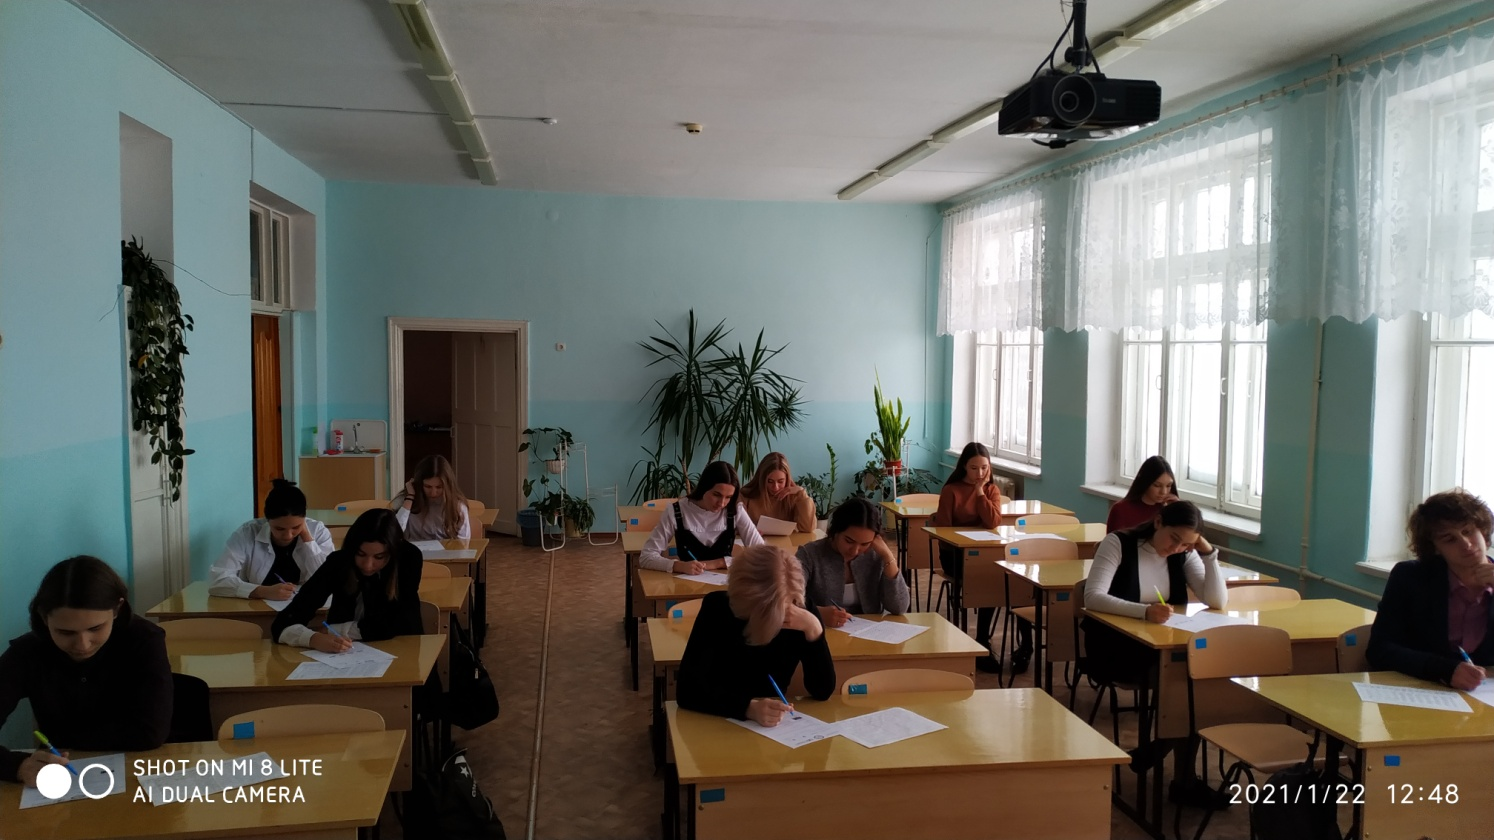 SHOT ON MI 8 LITE
AI DUAL CAMERA
2021/1/22 12:48